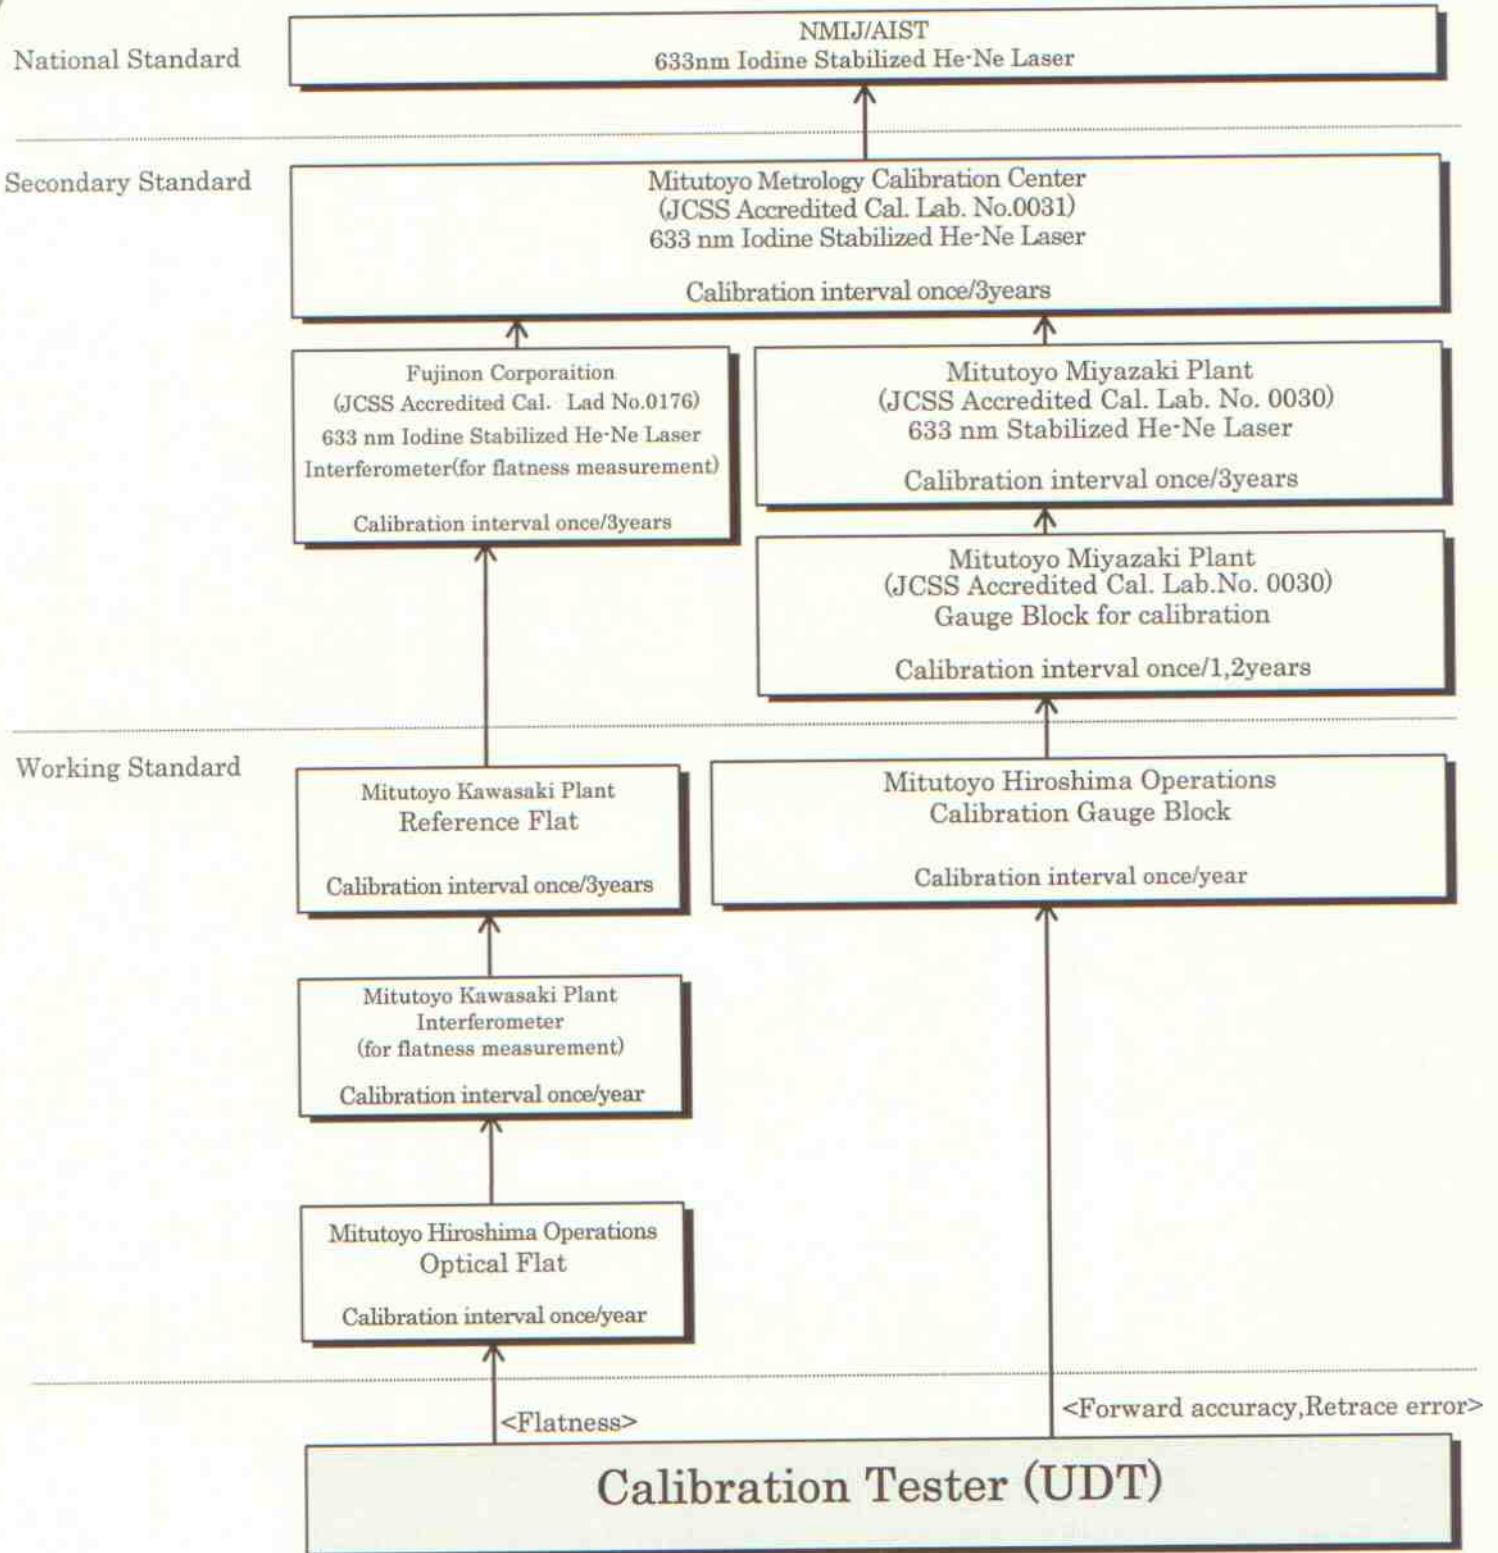 National Standard
NMIJ/AIST
633nm Iodine Stabilized He-Ne Laser
Secondary Standard
Mitutoyo Metrology Calibration Center
(JCSS Accredited Cal. Lab. No.0031)
633 nm Iodine Stabilized He-Ne Laser
Calibration interval once/3years
Fujinon Corporaition
(JCSS Accredited Cal. Lad No.0176)
633 nm Iodine Stabilized He-Ne Laser
Interferometer(for flatness measurement)
Calibration interval once/3years
Mitutoyo Miyazaki Plant
(JCSS Accredited Cal. Lab. No. 0030)
633 nm Stabilized He-Ne Laser
Calibration interval once/3years
Mitutoyo Miyazaki Plant
(JCSS Accredited Cal. Lab.No. 0030)
Gauge Block for calibration
Calibration interval once/1,2years
Working Standard
Mitutoyo Kawasaki Plant
Reference Flat
Calibration interval once/3years
Mitutoyo Hiroshima Operations
Calibration Gauge Block
Calibration interval once/year
Mitutoyo Kawasaki Plant
Interferometer
(for flatness measurement)
Calibration interval once/year
Mitutoyo Hiroshima Operations
Optical Flat
Calibration interval once/year
<Flatness>
<Forward accuracy,Retrace error>
Calibration Tester (UDT)